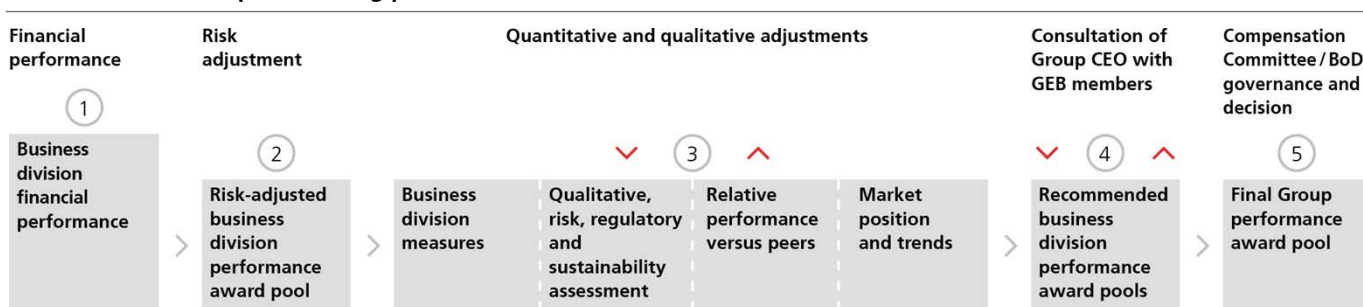 Financial
performance
Risk
adjustment
Quantitative and qualitative adjustments
Consultation of
Group CEO with
GEB members
Compensation
Committee / BoD
governance and
decision
1
Business
division
financial
performance
2
Risk-adjusted
business
division
performance
award pool
3
Business
division
measures
Qualitative,
risk, regulatory
and
sustainability
assessment
Relative
performance
versus peers
Market
position
and trends
4
Recommended
business
division
performance
award pools
5
Final Group
performance
award pool